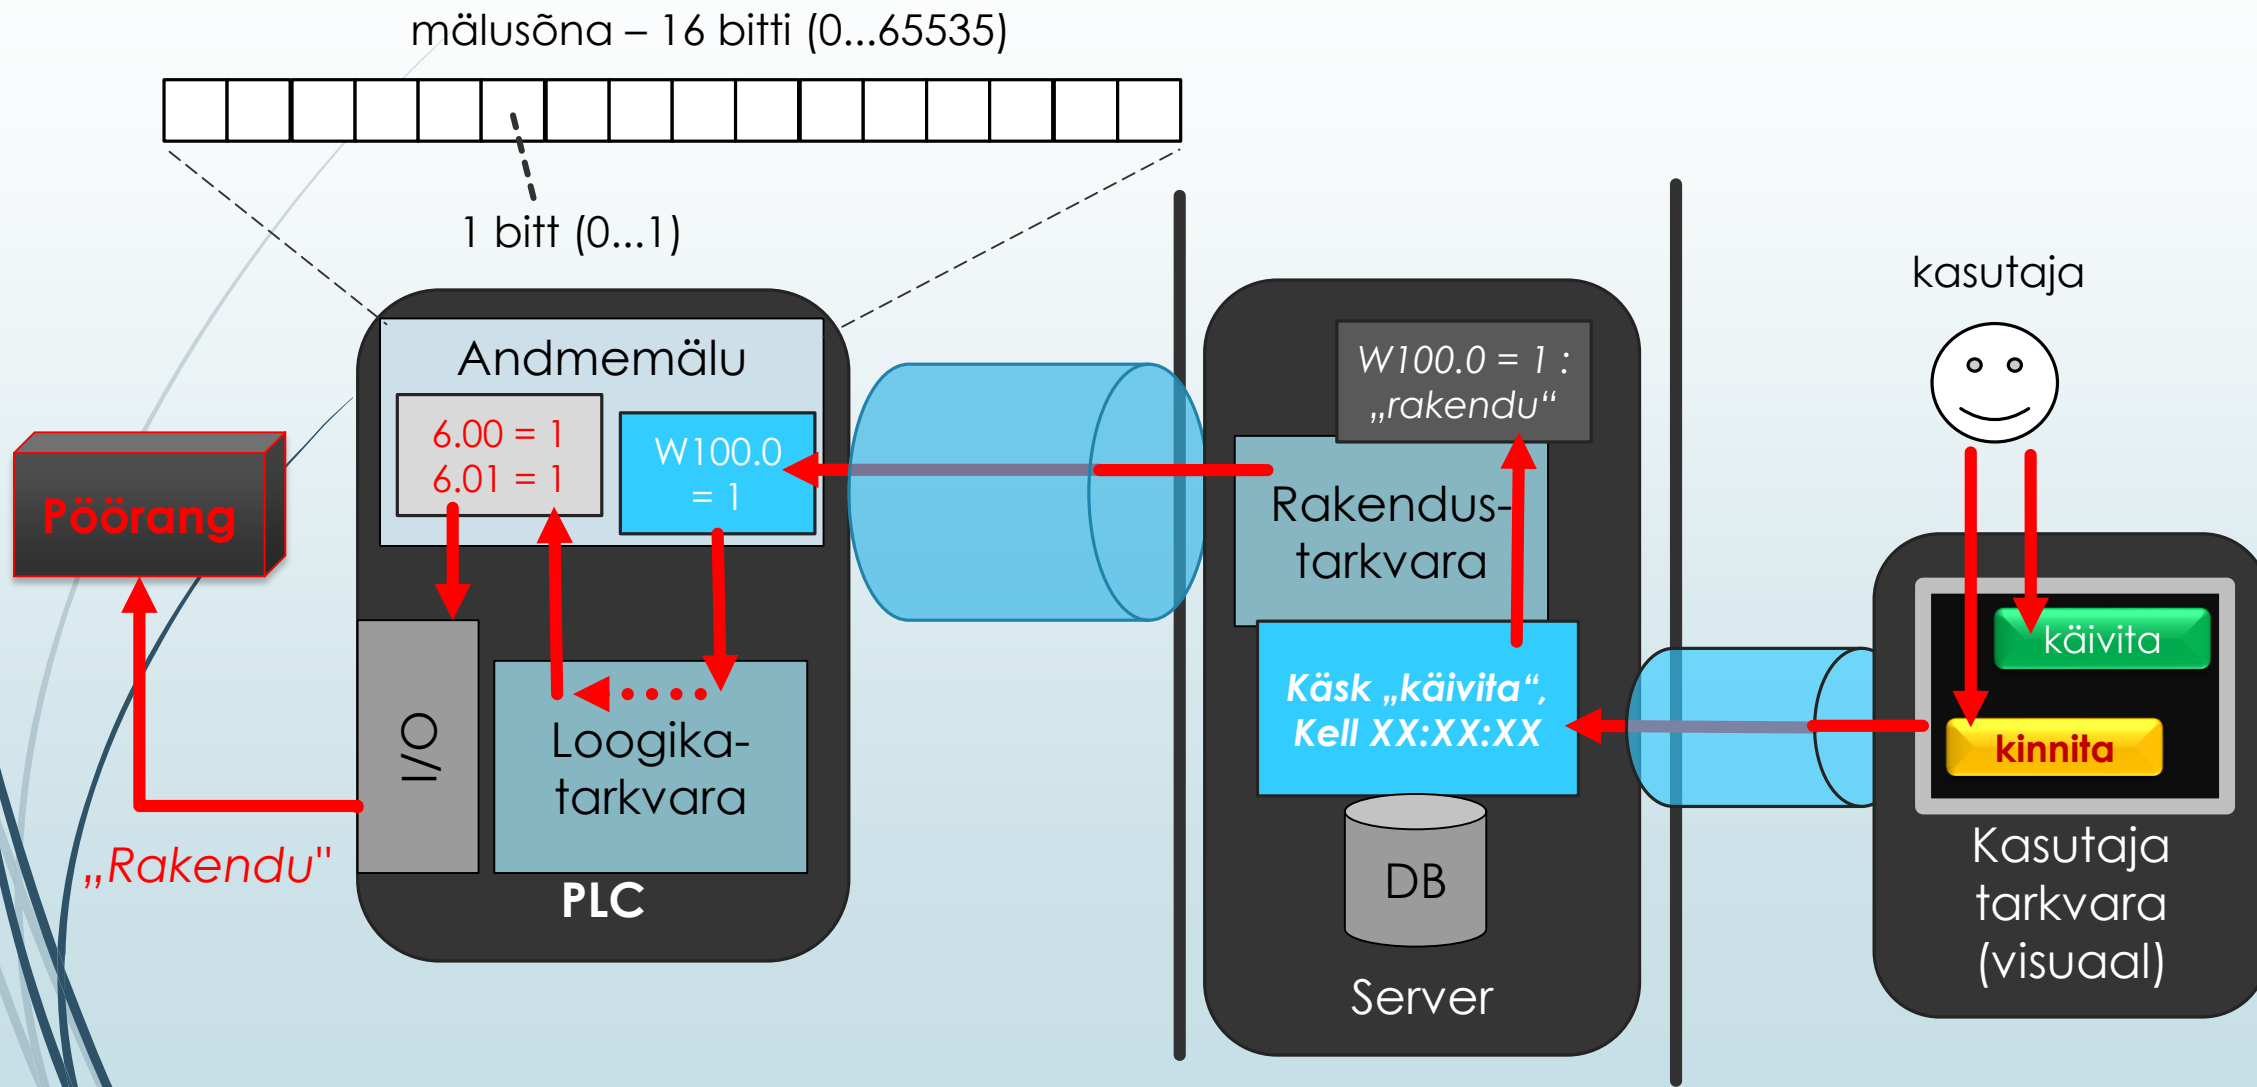 mälusõna – 16 bitti (0...65535)
1 bitt (0...1)
Andmemälu
6.00 = 1
6.01 = 1
W100.0
= 1
Pöörang
„Rakendu"
I/O
Loogika-
tarkvara
PLC
W100.0 = 1 :
„rakendu“
Rakendus-
tarkvara
Käsk „käivita“,
Kell XX:XX:XX
DB
Server
kasutaja
käivita
kinnita
Kasutaja
tarkvara
(visuaal)